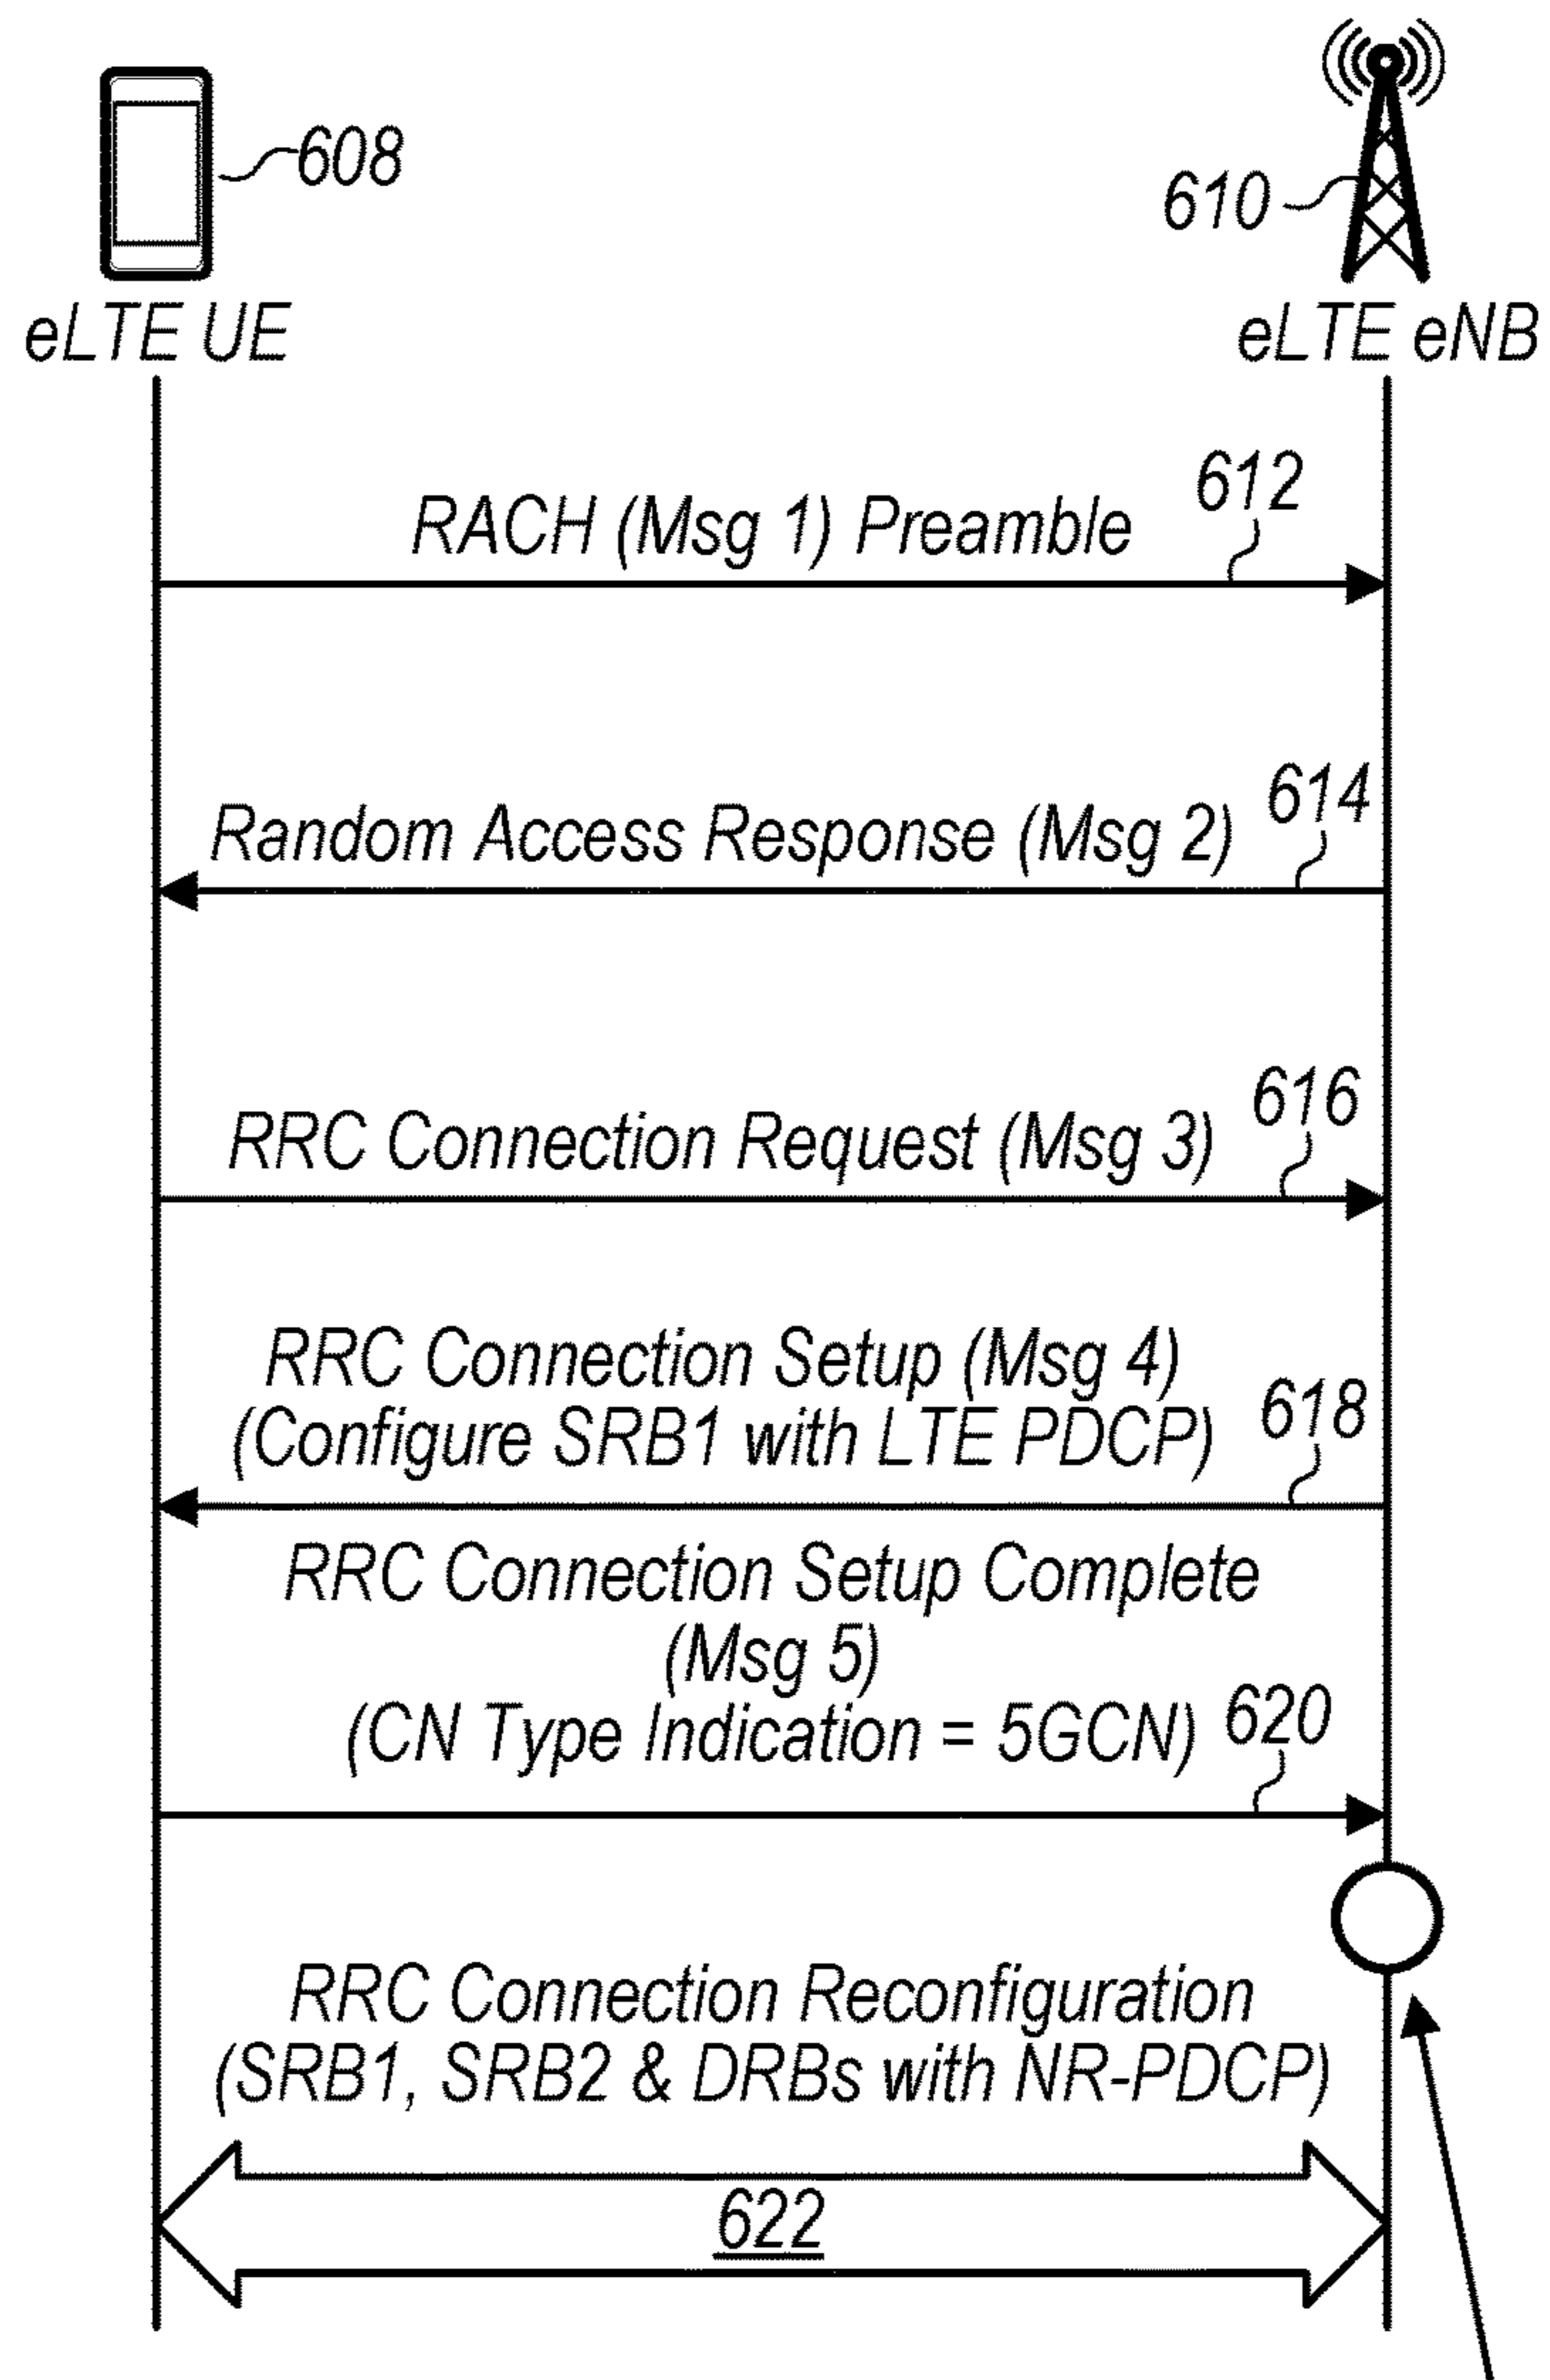 608
610
eLTE UE
eLTE eNB
612
RACH (Msg 1) Preamble
614
Random Access Response (Msg 2)
616
RRC Connection Request (Msg 3)
RRC Connection Setup (Msg 4)
618
(Configure SRB1 with LTE PDCP)
RRC Connection Setup Complete
(Msg 5)
(CN Type Indication = 5GCN)
620
RRC Connection Reconfiguration
(SRB1, SRB2 & DRBs with NR-PDCP)
622